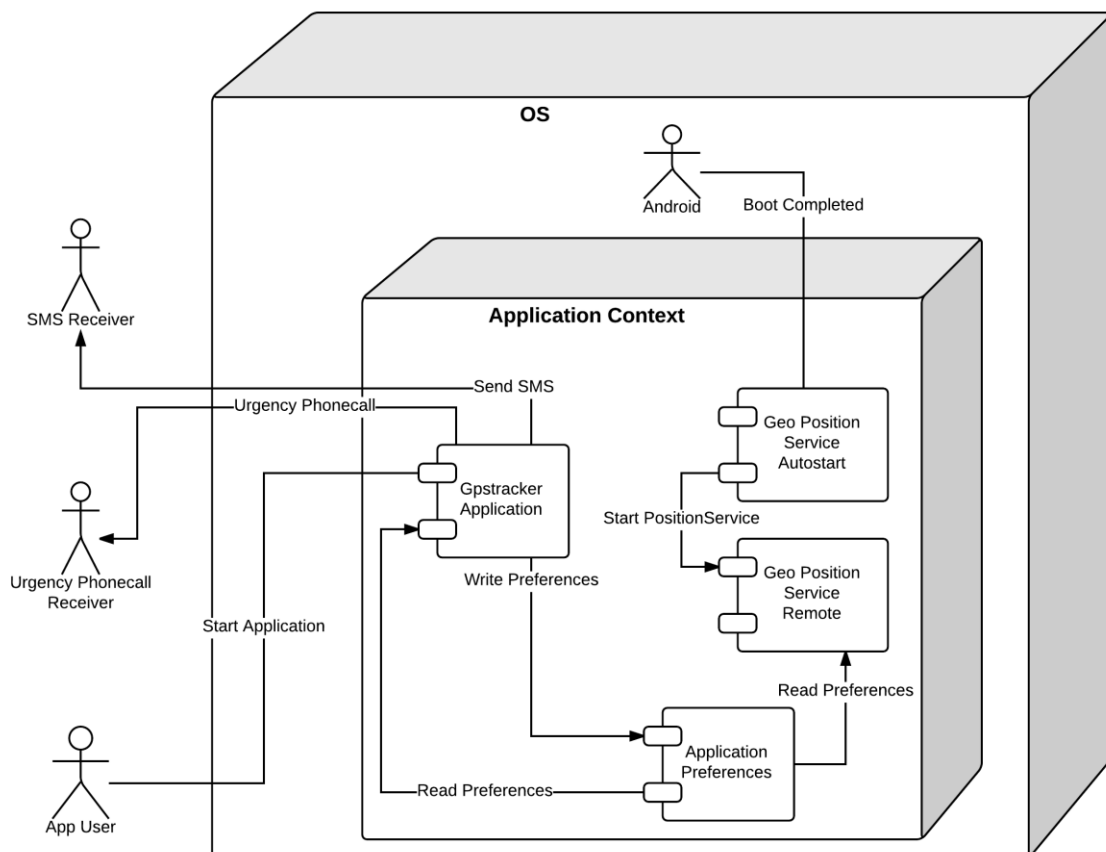 OS
Android
Boot Completed
SMS Receiver
Application Context
Send SMS
Urgency Phonecall
Geo Position
Service
Autostart
Gpstracker
Application
Start PositionService
Urgency Phonecall
Receiver
Write Preferences
Geo Position
Service
Remote
Start Application
Read Preferences
Application
Preferences
Read Preferences
App User